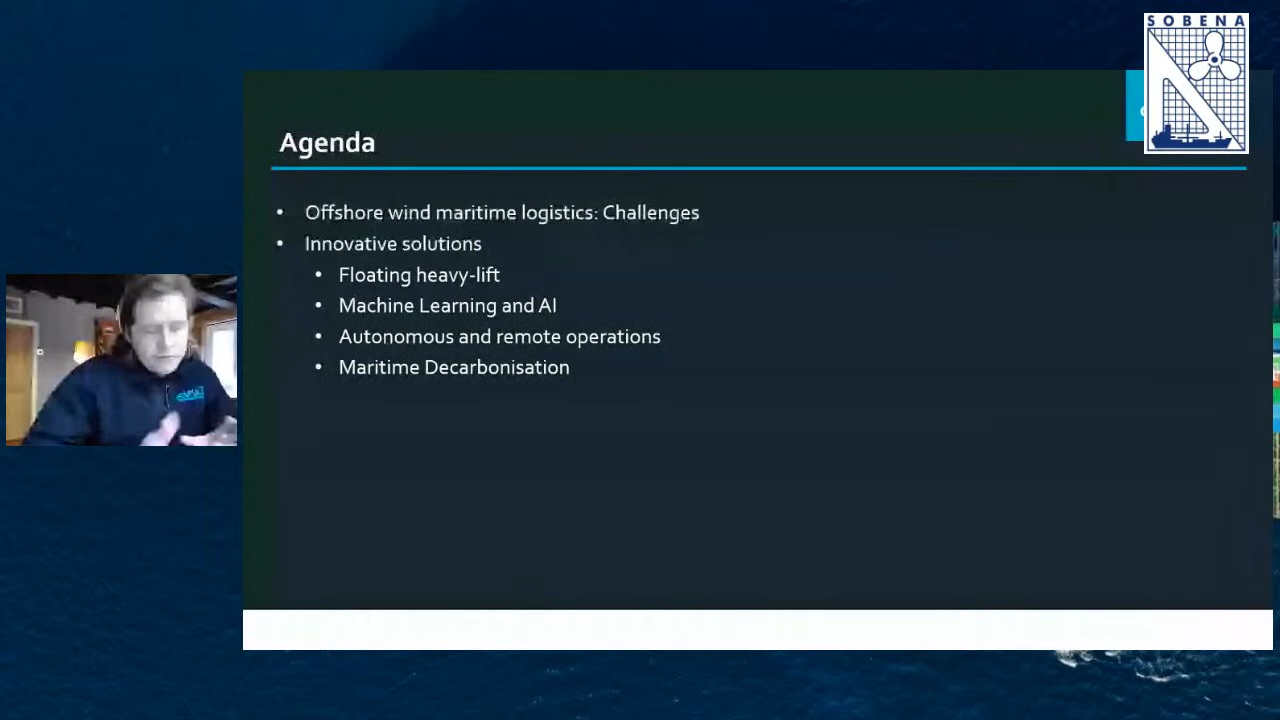 SOBENA
Agenda
• Offshore wind maritime logistics: Challenges
• Innovative solutions
• Floating heavy-lift
• Machine Learning and AI
• Autonomous and remote operations
• Maritime Decarbonisation